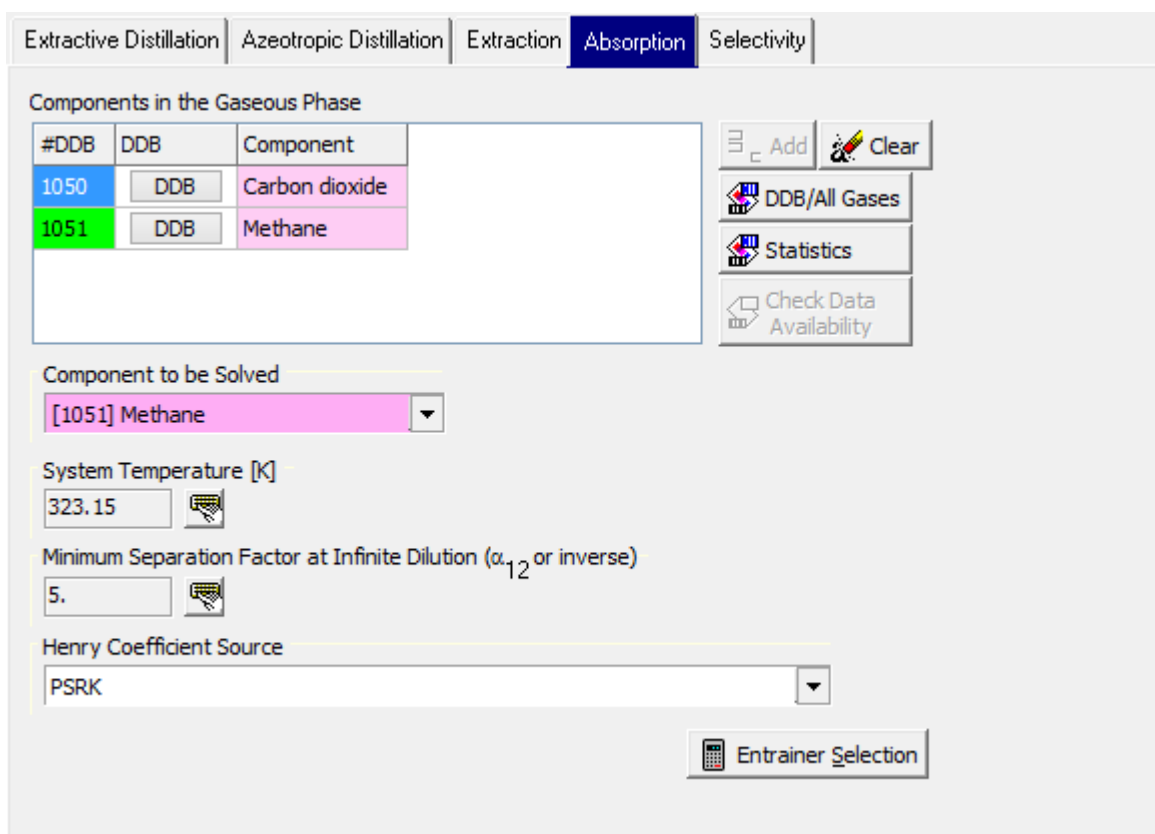 Extractive Distillation Azeotropic Distillation Extraction Absorption Selectivity
Components in the Gaseous Phase
#DDB DDB Component
Add Clear
1050 DDB Carbon dioxide
DDB/All Gases
1051 DDB Methane
Statistics
Check Data
Availability
Component to be Solved
[1051] Methane
System Temperature [K]
323.15
Minimum Separation Factor at Infinite Dilution (α12 or inverse)
5.
Henry Coefficient Source
PSRK
Entrainer Selection